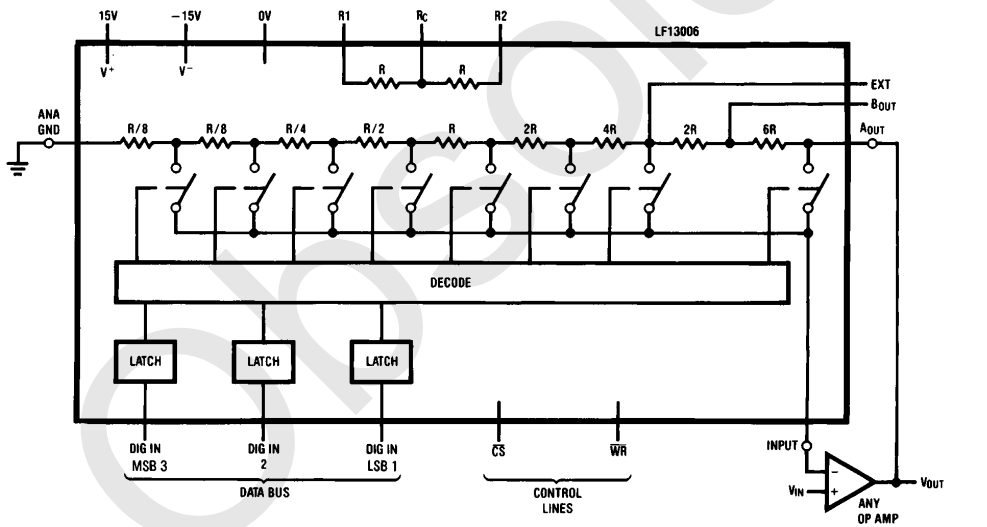 15V −15V 0V R1 RC R2
LF13006
V+ V− R R
EXT
BOUT
AOUT
ANA
GND
R/8 R/8 R/4 R/2 R 2R 4R 2R 6R
DECODE
LATCH LATCH LATCH
DIG IN
MSB 3
DIG IN
2
DIG IN
LSB 1
CS WR
DATA BUS
CONTROL
LINES
INPUT
−
VIN
+
VOUT
ANY
OP AMP
Obsol